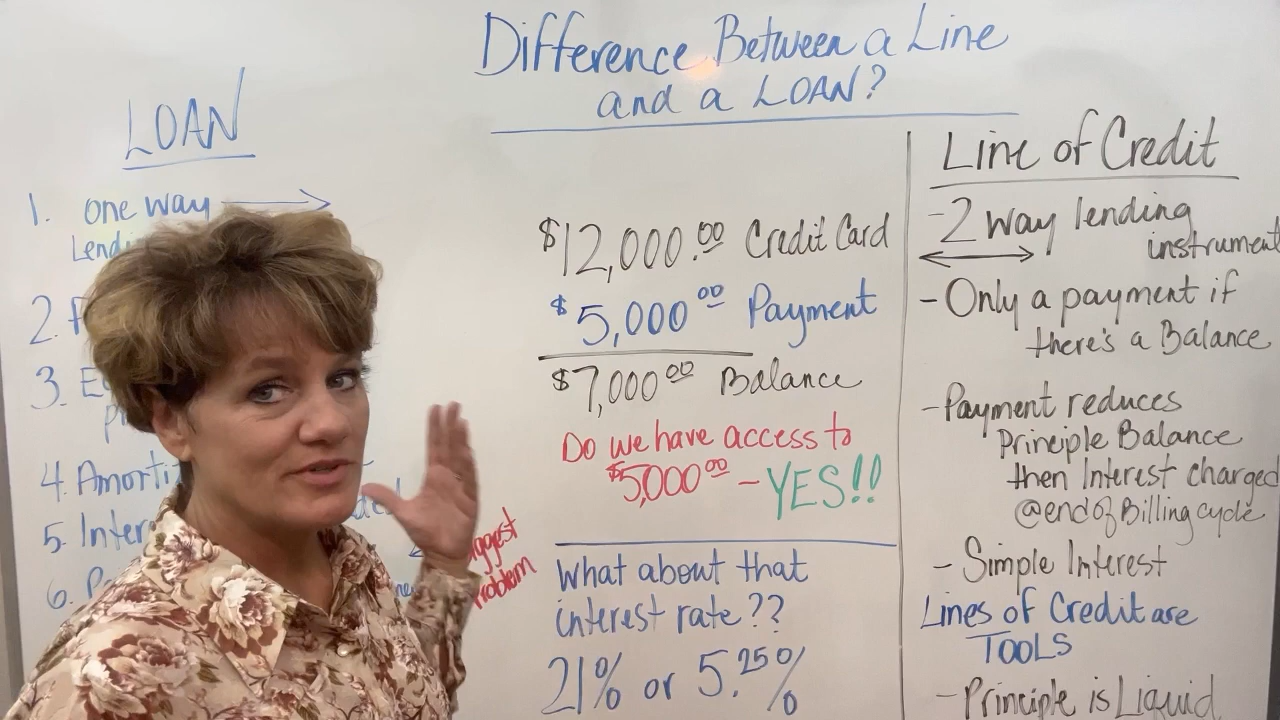 Difference Between a Line
and a LOAN?
LOAN
1. one way
2.
3.
4.
5.
6.
$12,000.00 Credit Card
$5,000.00 Payment
$7,000.00 Balance
Do we have access to
$5,000.00 - YES!!
What about that
interest rate??
21% or 5.25%
Line of Credit
-2 way lending
instrument
- Only a payment if
there's a Balance
-Payment reduces
Principle Balance
then Interest charged
@end of Billing cycle
- Simple Interest
Lines of Credit are
TOOLS
-Principle is Liquid